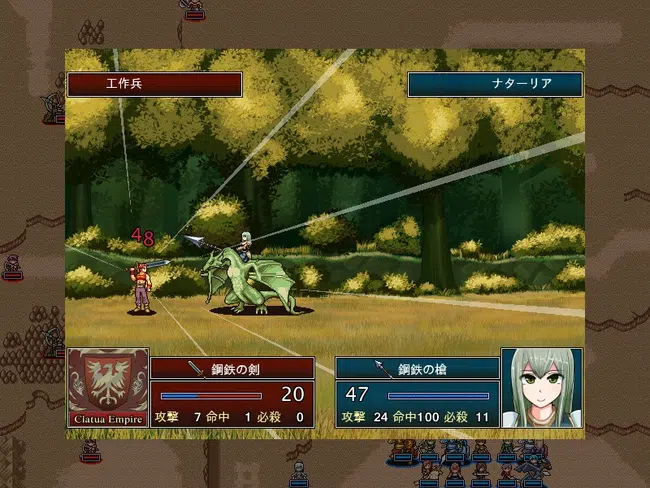 工作兵
ナターリア
48
鋼鉄の剣
20
攻撃 7 命中 1 必殺 0
Clatua Empire
鋼鉄の槍
47
攻撃 24 命中100 必殺 11